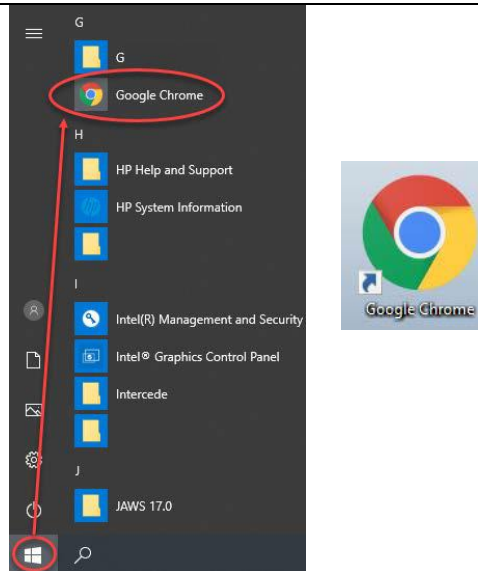 G
G
Google Chrome
H
HP Help and Support
HP System Information
I
Intel(R) Management and Security
Intel® Graphics Control Panel
Intercede
J
JAWS 17.0
Google Chrome